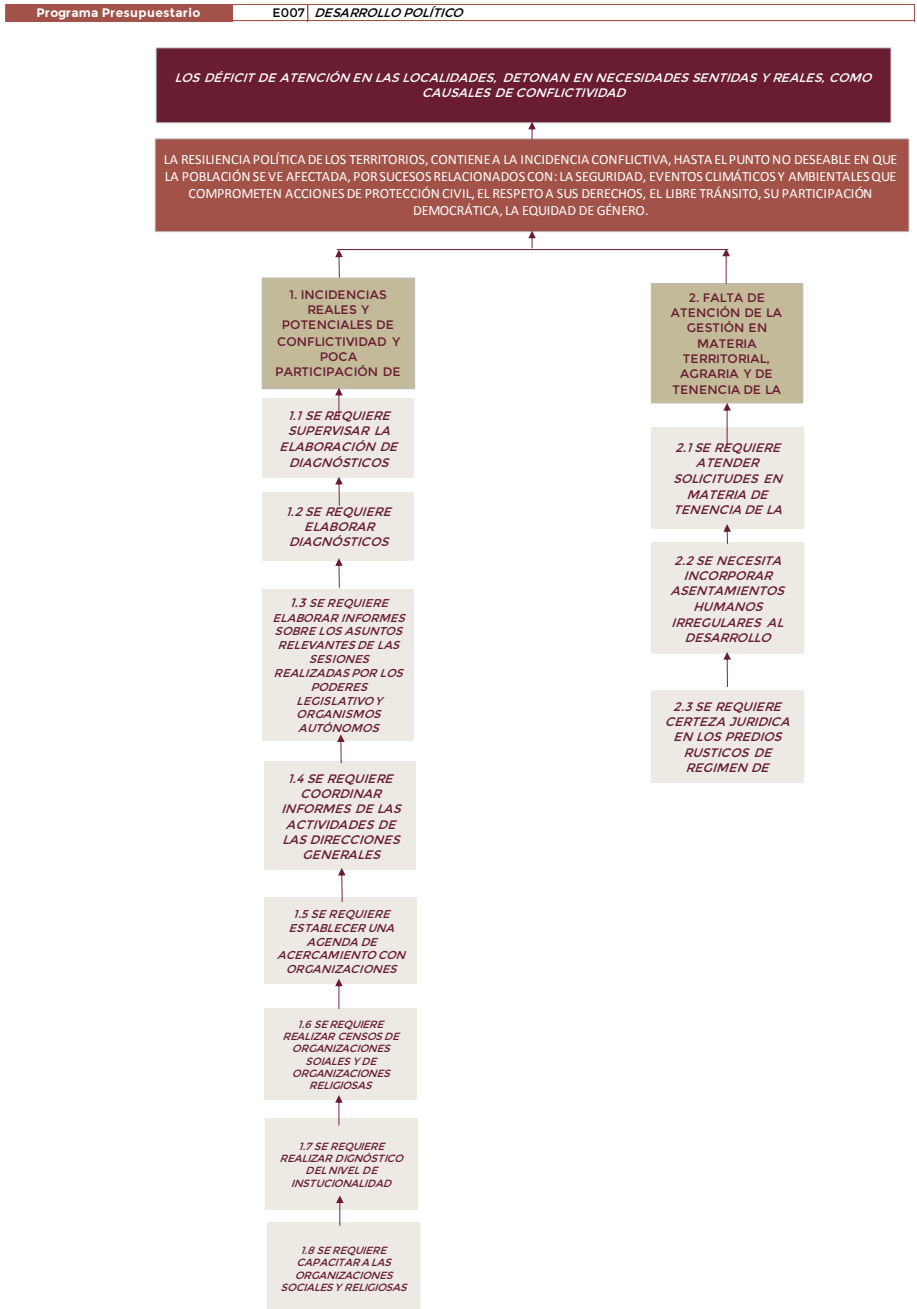 Programa Presupuestario E007 DESARROLLO POLÍTICO
LOS DÉFICIT DE ATENCIÓN EN LAS LOCALIDADES, DETONAN EN NECESIDADES SENTIDAS Y REALES, COMO
CAUSALES DE CONFLICTIVIDAD
LA RESILIENCIA POLÍTICA DE LOS TERRITORIOS, CONTIENE A LA INCIDENCIA CONFLICTIVA, HASTA EL PUNTO NO DESEABLE EN QUE
LA POBLACIÓN SE VE AFECTADA, POR SUCESOS RELACIONADOS CON: LA SEGURIDAD, EVENTOS CLIMÁTICOS Y AMBIENTALES QUE
COMPROMETEN ACCIONES DE PROTECCIÓN CIVIL, EL RESPETO A SUS DERECHOS, EL LIBRE TRÁNSITO, SU PARTICIPACIÓN
DEMOCRÁTICA, LA EQUIDAD DE GÉNERO.
1. INCIDENCIAS
REALES Y
POTENCIALES DE
CONFLICTIVIDAD Y
POCA
PARTICIPACIÓN DE
1.1 SE REQUIERE
SUPERVISAR LA
ELABORACIÓN DE
DIAGNÓSTICOS
1.2 SE REQUIERE
ELABORAR
DIAGNÓSTICOS
1.3 SE REQUIERE
ELABORAR INFORMES
SOBRE LOS ASUNTOS
RELEVANTES DE LAS
SESIONES
REALIZADAS POR LOS
PODERES
LEGISLATIVO Y
ORGANISMOS
AUTÓNOMOS
1.4 SE REQUIERE
COORDINAR
INFORMES DE LAS
ACTIVIDADES DE
LAS DIRECCIONES
GENERALES
1.5 SE REQUIERE
ESTABLECER UNA
AGENDA DE
ACERCAMIENTO CON
ORGANIZACIONES
1.6 SE REQUIERE
REALIZAR CENSOS DE
ORGANIZACIONES
SOIALES Y DE
ORGANIZACIONES
RELIGIOSAS
1.7 SE REQUIERE
REALIZAR DIGNÓSTICO
DEL NIVEL DE
INSTUCIONALIDAD
1.8 SE REQUIERE
CAPACITAR A LAS
ORGANIZACIONES
SOCIALES Y RELIGIOSAS
2. FALTA DE
ATENCIÓN DE LA
GESTIÓN EN
MATERIA
TERRITORIAL,
AGRARIA Y DE
TENENCIA DE LA
2.1 SE REQUIERE
ATENDER
SOLICITUDES EN
MATERIA DE
TENENCIA DE LA
2.2 SE NECESITA
INCORPORAR
ASENTAMIENTOS
HUMANOS
IRREGULARES AL
DESARROLLO
2.3 SE REQUIERE
CERTEZA JURIDICA
EN LOS PREDIOS
RUSTICOS DE
REGIMEN DE